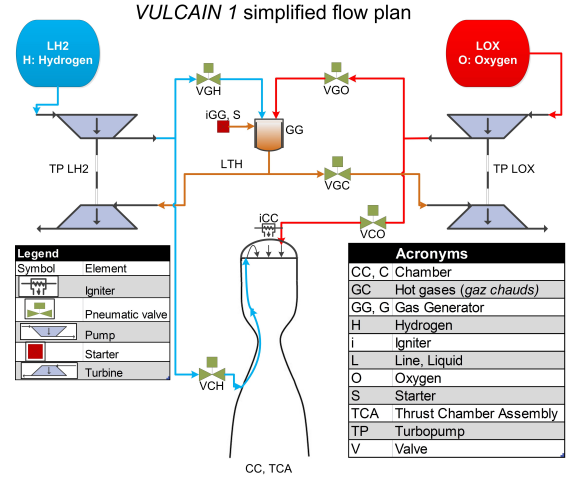 VULCAIN 1 simplified flow plan
LH2
H: Hydrogen
LOX
O: Oxygen
VGH
VGO
iGG, S
GG
TP LH2
LTH
TP LOX
VGC
iCC
VCO
VCH
CC, TCA
Legend
Symbol Element
Igniter
Pneumatic valve
Pump
Starter
Turbine
Acronyms
CC, C Chamber
GC Hot gases (gaz chauds)
GG, G Gas Generator
H Hydrogen
i Igniter
L Line, Liquid
O Oxygen
S Starter
TCA Thrust Chamber Assembly
TP Turbopump
V Valve